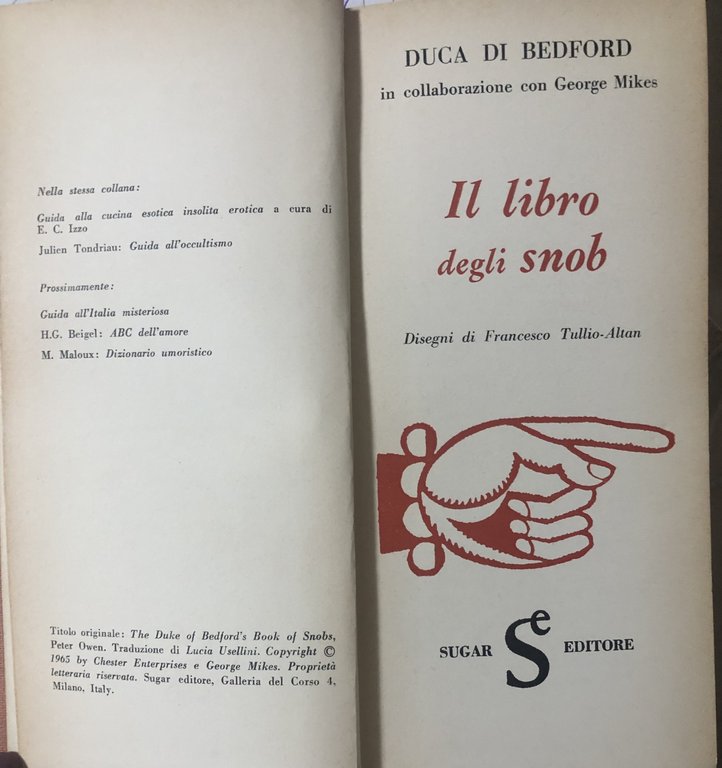 Nella stessa collana:
Guida alla cucina esotica insolita erotica a cura di
E. C. Izzo
Julien Tondriau: Guida all'occultismo
Prossimamente:
Guida all'Italia misteriosa
H.G. Beigel: ABC dell'amore
M. Maloux: Dizionario umoristico
Titolo originale: The Duke of Bedford's Book of Snobs,
Peter Owen. Traduzione di Lucia Usellini. Copyright ©
1965 by Chester Enterprises e George Mikes. Proprietà
letteraria riservata. Sugar editore, Galleria del Corso 4,
Milano, Italy.
DUCA DI BEDFORD
in collaborazione con George Mikes
Il libro
degli snob
Disegni di Francesco Tullio-Altan
SUGAR Se EDITORE